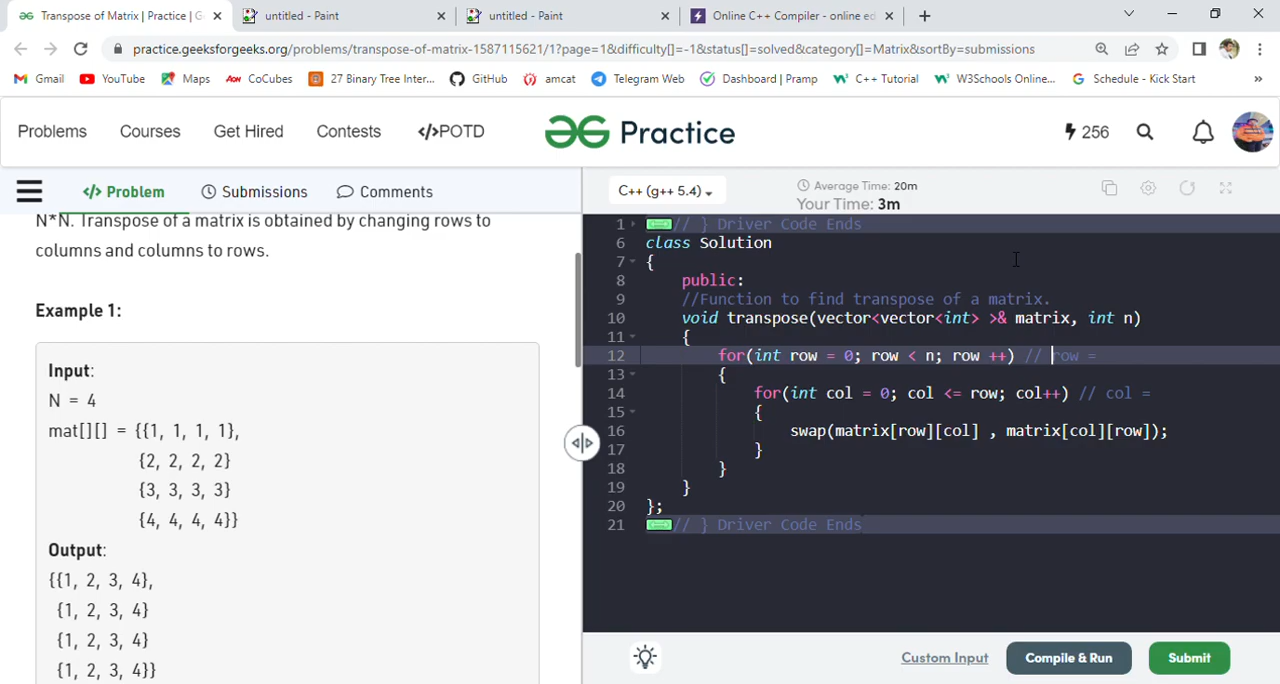 Transpose of Matrix | Practice | G
untitled - Paint
untitled - Paint
Online C++ Compiler - online ed
practice.geeksforgeeks.org/problems/transpose-of-matrix-1587115621/1?page=1&difficulty[]=-1&status[]=solved&category[]=Matrix&sortBy=submissions
Gmail YouTube Maps CoCubes 27 Binary Tree Inter... GitHub amcat Telegram Web Dashboard | Pramp C++ Tutorial W3Schools Online... Schedule - Kick Start »
Problems Courses Get Hired Contests </>POTD Practice 256
</> Problem Submissions Comments
N*N. Transpose of a matrix is obtained by changing rows to
columns and columns to rows.
Example 1:
Input:
N = 4
mat[][] = {{1, 1, 1, 1},
{2, 2, 2, 2}
{3, 3, 3, 3}
{4, 4, 4, 4}}
Output:
{{1, 2, 3, 4},
{1, 2, 3, 4}
{1, 2, 3, 4}
{1, 2, 3, 4}}
C++ (g++ 5.4)
Average Time: 20m
Your Time: 3m
1 // } Driver Code Ends
6 class Solution
7 {
8 public:
9 //Function to find transpose of a matrix.
10 void transpose(vector<vector<int> >& matrix, int n)
11 {
12 for(int row = 0; row < n; row ++) // row =
13 {
14 for(int col = 0; col <= row; col++) // col =
15 {
16 swap(matrix[row][col] , matrix[col][row]);
17 }
18 }
19 }
20 };
21 // } Driver Code Ends
Custom Input Compile & Run Submit